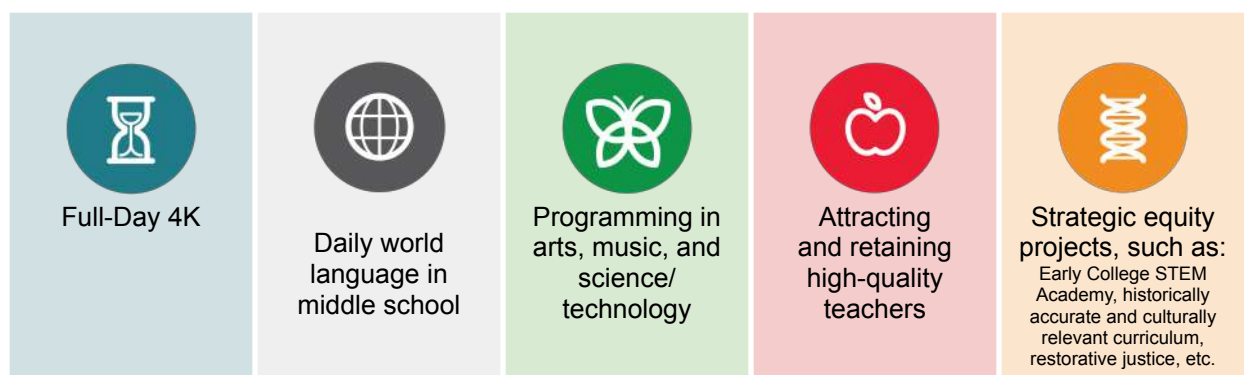 Full-Day 4K
Daily world
language in
middle school
Programming in
arts, music, and
science/
technology
Attracting
and retaining
high-quality
teachers
Strategic equity
projects, such as:
Early College STEM
Academy, historically
accurate and culturally
relevant curriculum,
restorative justice, etc.